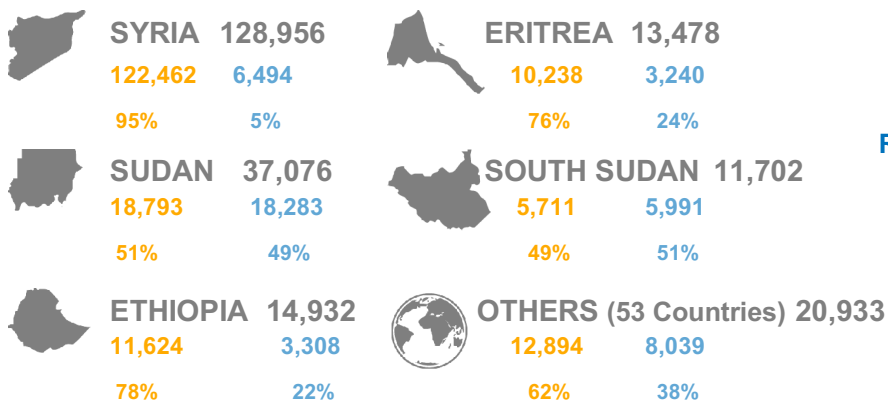 SYRIA 128,956
122,462 6,494
95% 5%
ERITREA 13,478
10,238 3,240
76% 24%
SUDAN 37,076
18,793 18,283
51% 49%
SOUTH SUDAN 11,702
5,711 5,991
49% 51%
ETHIOPIA 14,932
11,624 3,308
78% 22%
OTHERS (53 Countries) 20,933
12,894 8,039
62% 38%